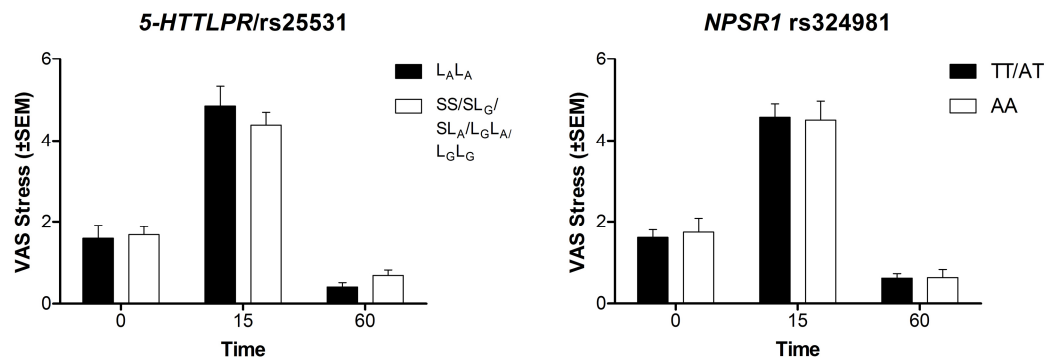 5-HTTLPR/rs25531
VAS Stress (±SEM)
6
4
2
0
0 15 60
Time
LALA
SS/SLG/
SLA/LGLA/
LGLG
NPSR1 rs324981
VAS Stress (±SEM)
6
4
2
0
0 15 60
Time
TT/AT
AA